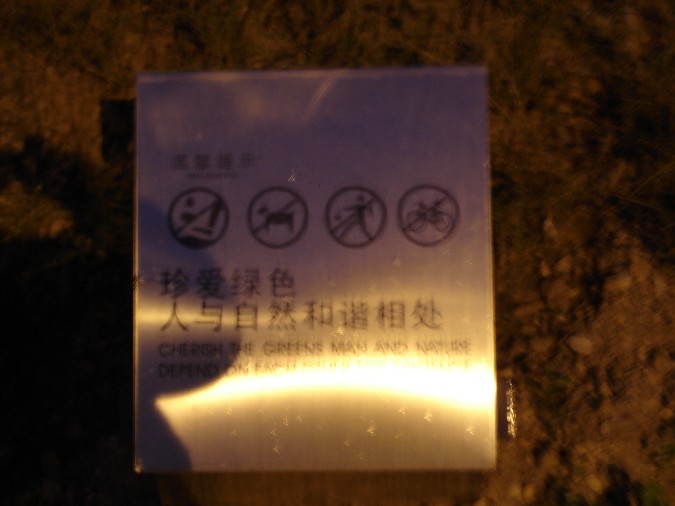 温馨提示
珍爱绿色
人与自然和谐相处
CHERISH THE GREENS MAN AND NATURE
DEPEND ON EACH